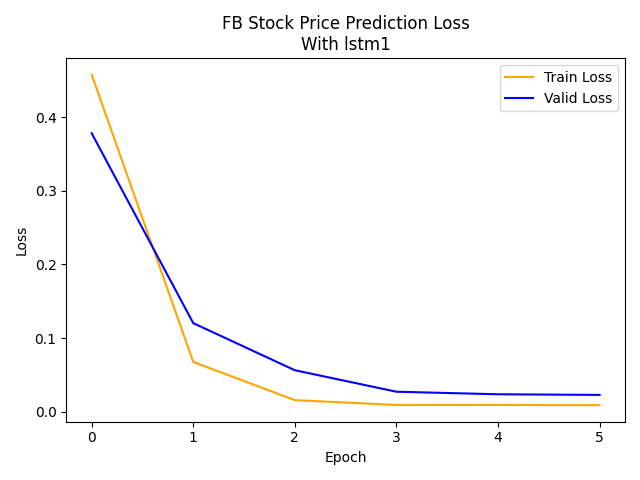 FB Stock Price Prediction Loss
With lstm1
Train Loss
Valid Loss
Loss
0.4
0.3
0.2
0.1
0.0
0 1 2 3 4 5
Epoch